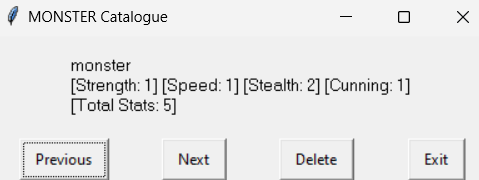 MONSTER Catalogue
monster
[Strength: 1] [Speed: 1] [Stealth: 2] [Cunning: 1]
[Total Stats: 5]
Previous Next Delete Exit